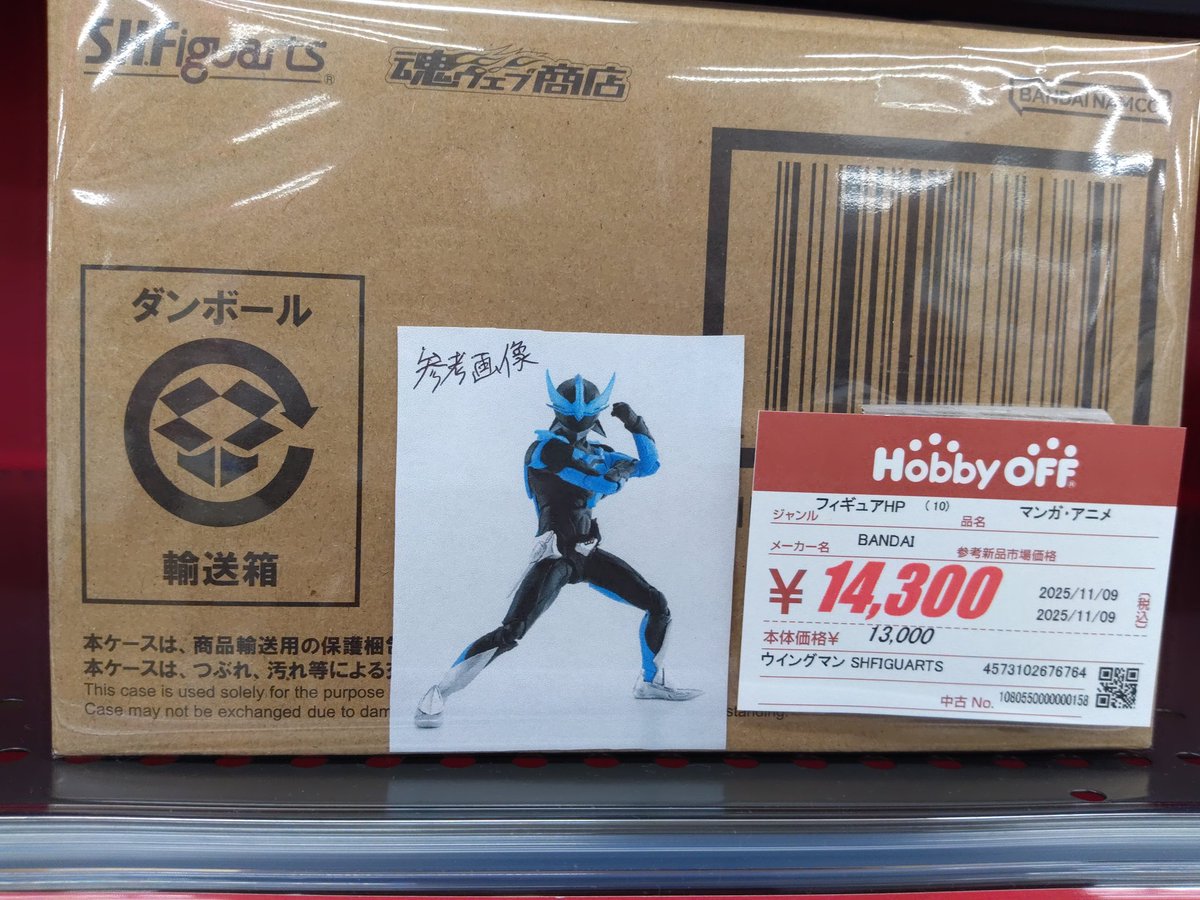 S.H.Figuarts®
魂ウェブ商店
BANDAI NAMCO
ダンボール
輸送箱
本ケースは、商品輸送用の保護梱包
本ケースは、つぶれ、汚れ等による
This case is used solely for the purpose
Case may not be exchanged due to dam
standing.
参考画像
Hobby OFF®
ジャンル フィギュアHP (10) 品名 マンガ・アニメ
メーカー名 BANDAI 参考新品市場価格
¥14,300 (税込)
2025/11/09
2025/11/09
本体価格¥ 13,000
ウイングマン SHFIGUARTS 4573102676764
中古 No. 1080550000000158